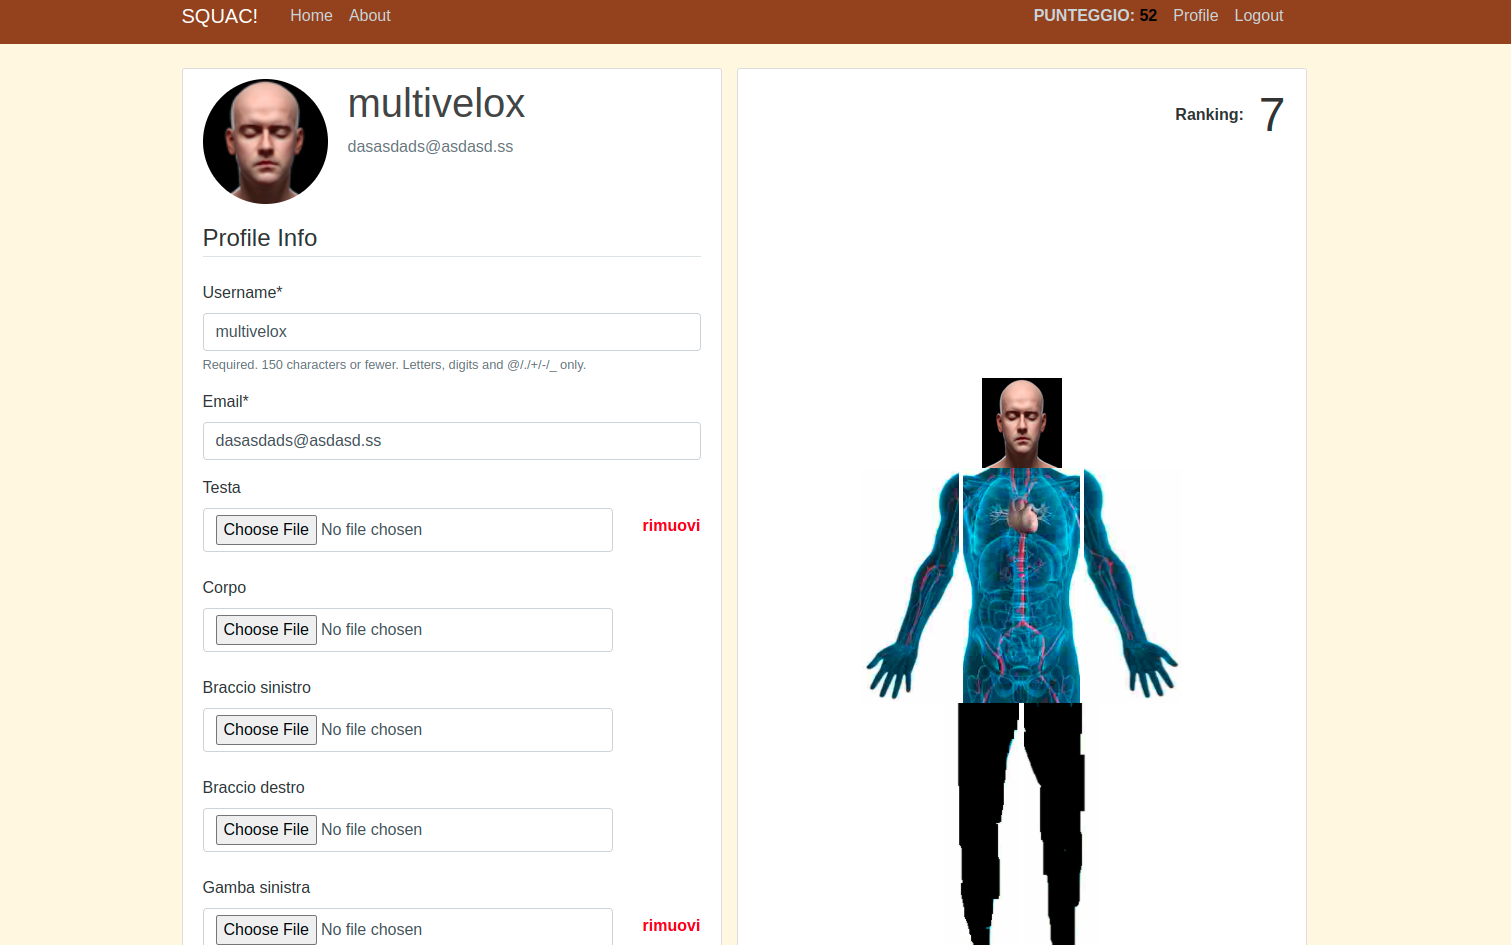 SQUAC! Home About PUNTEGGIO: 52 Profile Logout
multivelox
dasasdads@asdasd.ss
Profile Info
Username*
multivelox
Required. 150 characters or fewer. Letters, digits and @/./+/-/_ only.
Email*
dasasdads@asdasd.ss
Testa
Choose File No file chosen rimuovi
Corpo
Choose File No file chosen
Braccio sinistro
Choose File No file chosen
Braccio destro
Choose File No file chosen
Gamba sinistra
Choose File No file chosen rimuovi
Ranking: 7